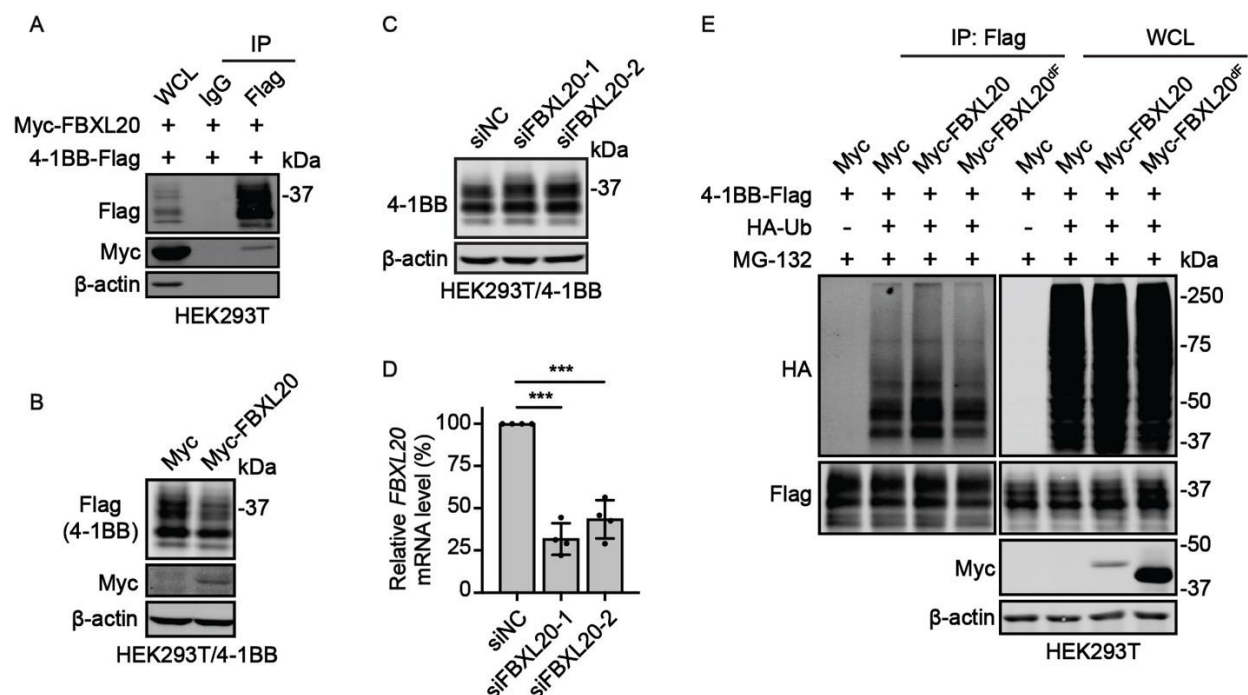 A
IP
WCL
IgG
Flag
Myc-FBXL20 + + +
4-1BB-Flag + + +
kDa
Flag
-37
Myc
β-actin
HEK293T
B
Myc
Myc-FBXL20
kDa
Flag
(4-1BB)
-37
Myc
β-actin
HEK293T/4-1BB
C
siNC
siFBXL20-1
siFBXL20-2
kDa
4-1BB
-37
β-actin
HEK293T/4-1BB
D
Relative FBXL20
mRNA level (%)
***
***
100
75
50
25
0
siNC
siFBXL20-1
siFBXL20-2
E
IP: Flag
WCL
Myc
Myc
Myc-FBXL20
Myc-FBXL20dF
Myc
Myc
Myc-FBXL20
Myc-FBXL20dF
4-1BB-Flag + + + + + + + +
HA-Ub - + + + - + + +
MG-132 + + + + + + + +
kDa
HA
-250
-75
-50
-37
Flag
-37
Myc
-50
-37
β-actin
HEK293T